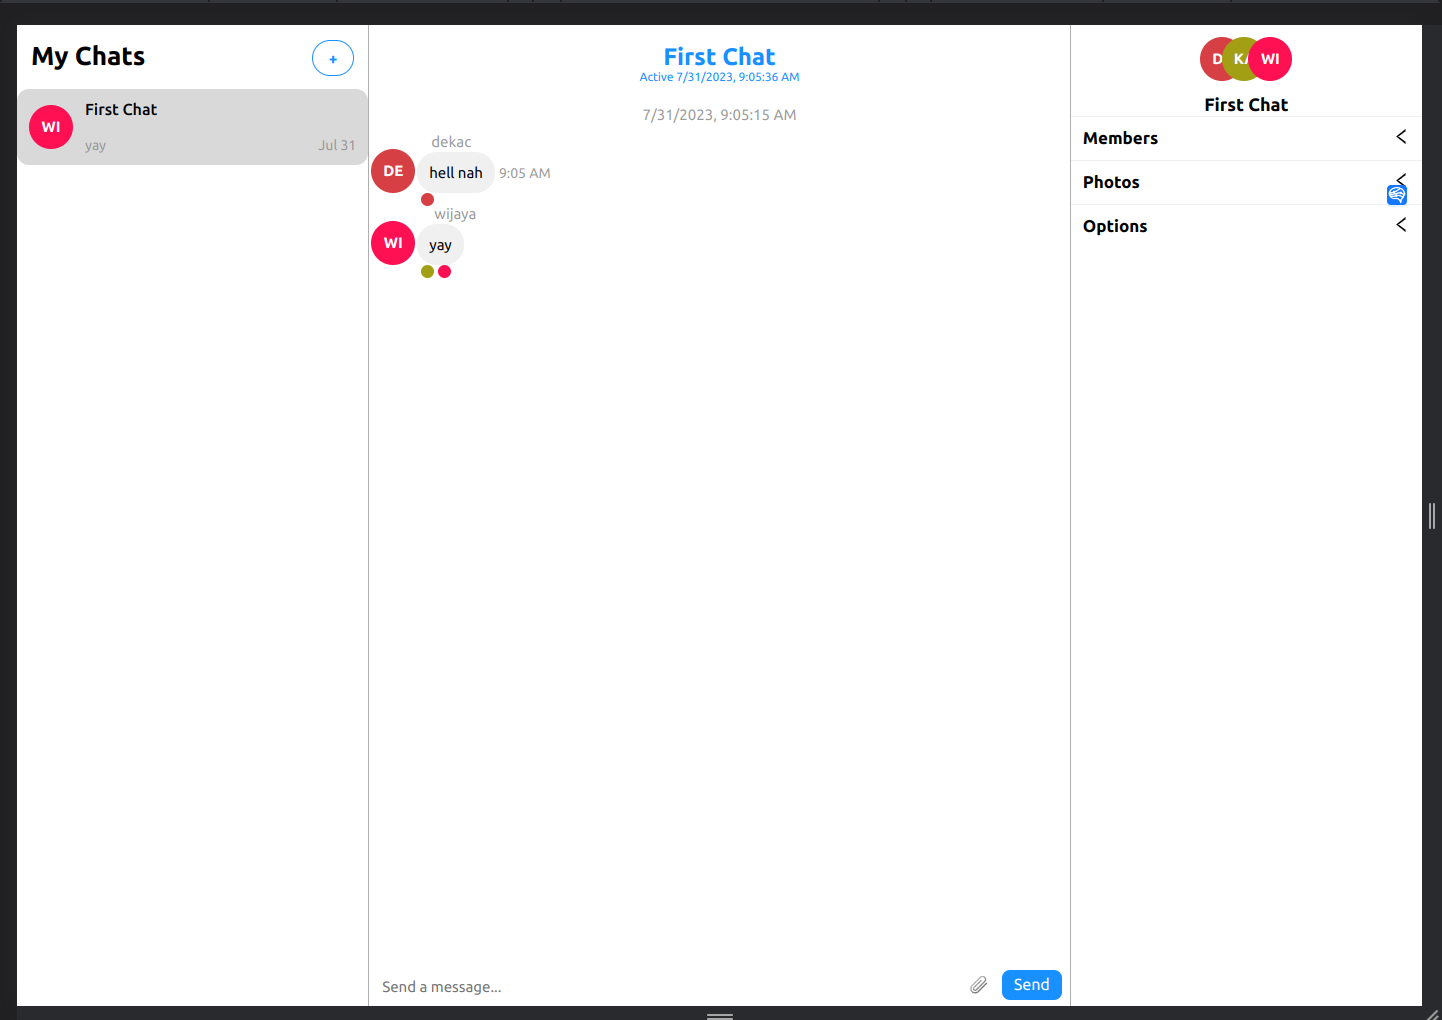 My Chats
+
WI
First Chat
yay
Jul 31
First Chat
Active 7/31/2023, 9:05:36 AM
7/31/2023, 9:05:15 AM
dekac
DE
hell nah
9:05 AM
wijaya
WI
yay
Send a message...
Send
D
KA
WI
First Chat
Members
Photos
Options